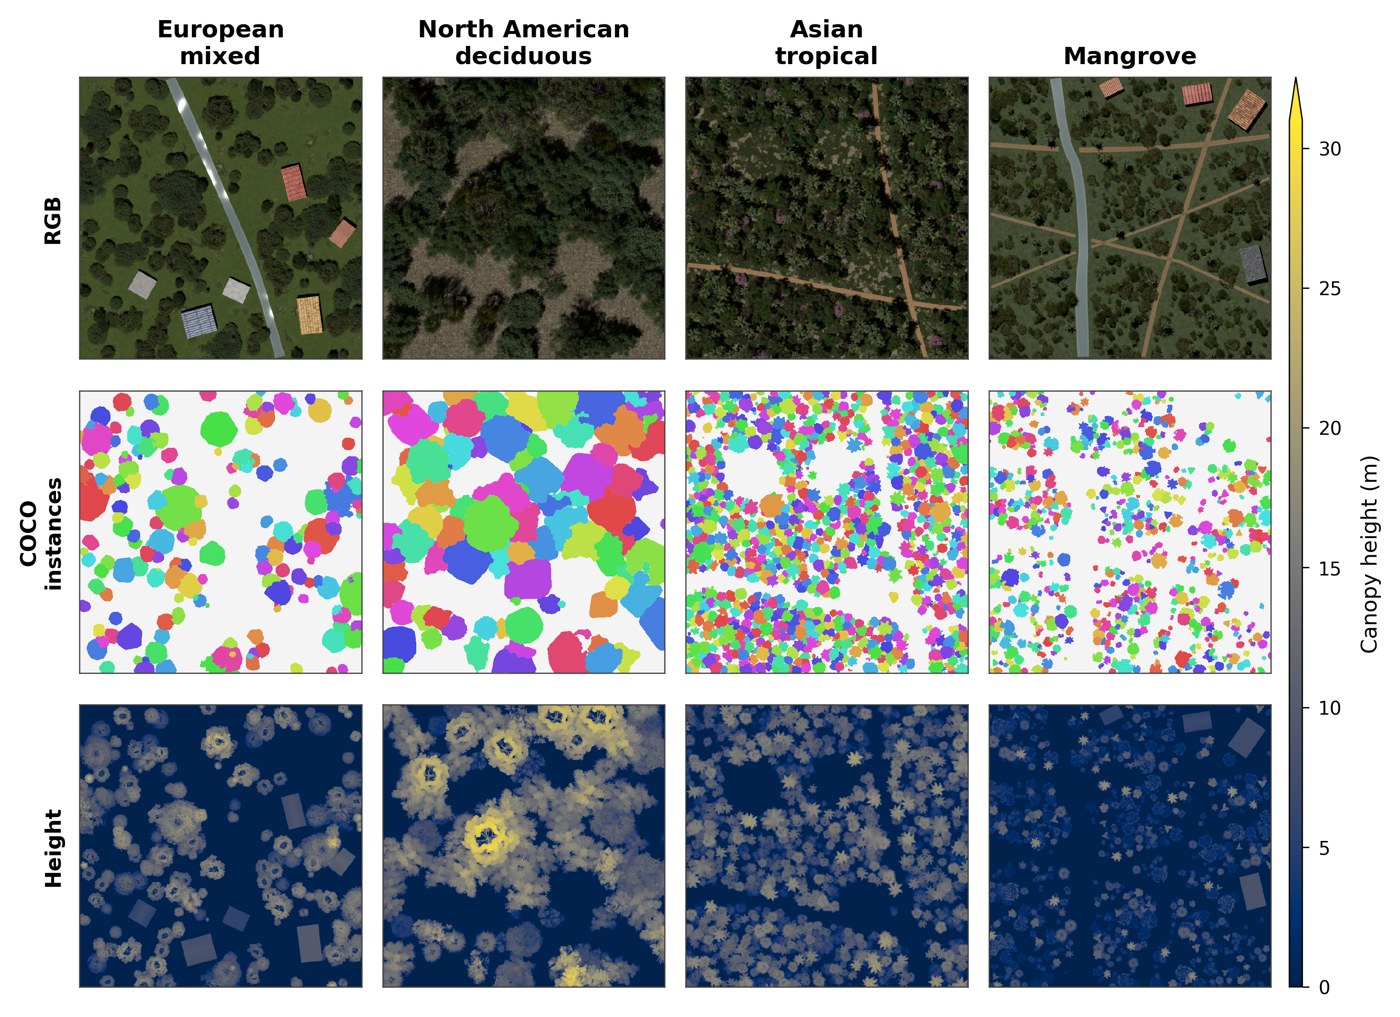 European
mixed
North American
deciduous
Asian
tropical
Mangrove
RGB
COCO
instances
Height
30
25
20
15
10
5
0
Canopy height (m)